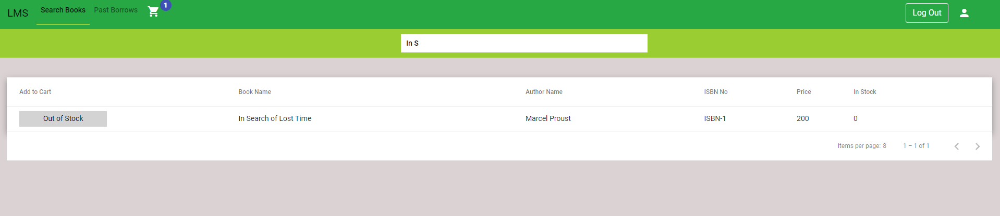 LMS Search Books Past Borrows 1 Log Out
In S
Add to Cart Book Name Author Name ISBN No Price In Stock
Out of Stock In Search of Lost Time Marcel Proust ISBN-1 200 0
Items per page: 8 1 – 1 of 1